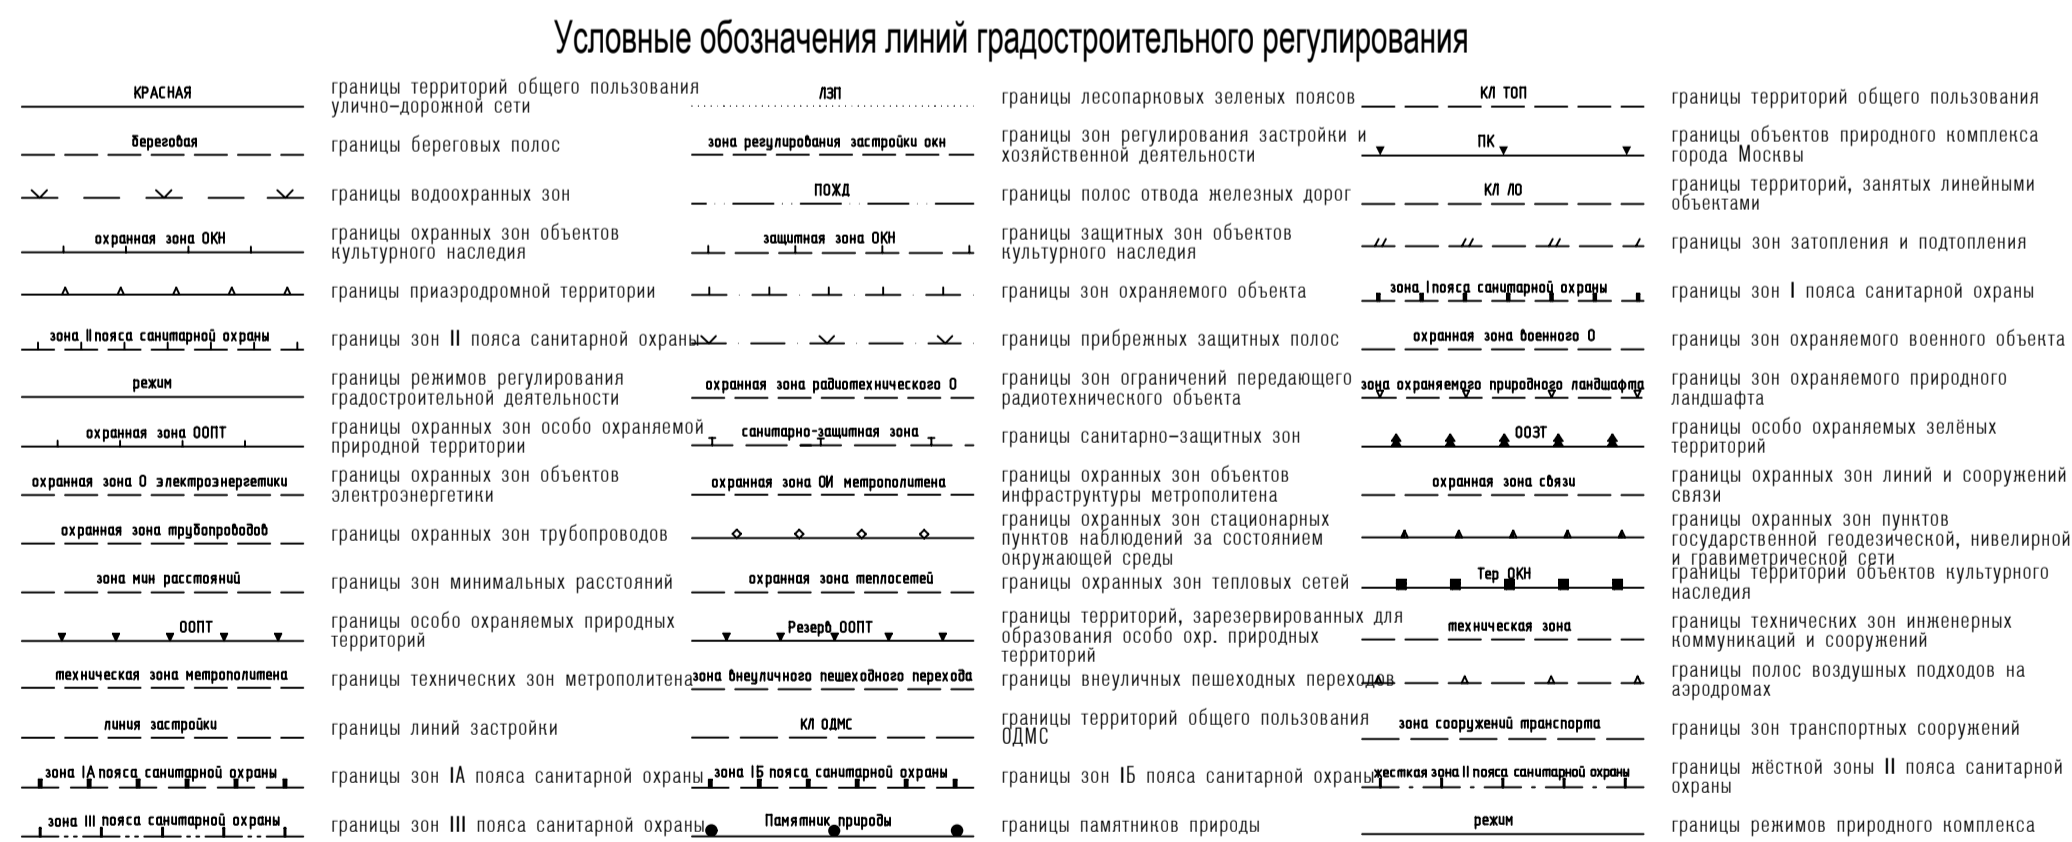 Условные обозначения линий градостроительного регулирования
КРАСНАЯ
границы территорий общего пользования
улично-дорожной сети
ЛЗП
границы лесопарковых зеленых поясов
КЛ ТОП
границы территорий общего пользования
береговая
границы береговых полос
зона регулирования застройки окн
границы зон регулирования застройки и
хозяйственной деятельности
ПК
границы объектов природного комплекса
города Москвы
границы водоохранных зон
ПОЖД
границы полос отвода железных дорог
КЛ ЛО
границы территорий, занятых линейными
объектами
охранная зона ОКН
границы охранных зон объектов
культурного наследия
защитная зона ОКН
границы защитных зон объектов
культурного наследия
границы зон затопления и подтопления
границы приаэродромной территории
границы зон охраняемого объекта
зона I пояса санитарной охраны
границы зон I пояса санитарной охраны
зона II пояса санитарной охраны
границы зон II пояса санитарной охраны
границы прибрежных защитных полос
охранная зона военного О
границы зон охраняемого военного объекта
режим
границы режимов регулирования
градостроительной деятельности
охранная зона радиотехнического О
границы зон ограничений передающего
радиотехнического объекта
зона охраняемого природного ландшафта
границы зон охраняемого природного
ландшафта
охранная зона ООПТ
границы охранных зон особо охраняемой
природной территории
санитарно-защитная зона
границы санитарно-защитных зон
ООЗТ
границы особо охраняемых зелёных
территорий
охранная зона О электроэнергетики
границы охранных зон объектов
электроэнергетики
охранная зона ОИ метрополитена
границы охранных зон объектов
инфраструктуры метрополитена
охранная зона связи
границы охранных зон линий и сооружений
связи
охранная зона трубопроводов
границы охранных зон трубопроводов
границы охранных зон стационарных
пунктов наблюдений за состоянием
окружающей среды
границы охранных зон пунктов
государственной геодезической, нивелирной
и гравиметрической сети
зона мин расстояний
границы зон минимальных расстояний
охранная зона теплосетей
границы охранных зон тепловых сетей
Тер ОКН
границы территорий объектов культурного
наследия
ООПТ
границы особо охраняемых природных
территорий
Резерв ООПТ
границы территорий, зарезервированных для
образования особо охр. природных
территорий
техническая зона
границы технических зон инженерных
коммуникаций и сооружений
техническая зона метрополитена
границы технических зон метрополитена
зона внеуличного пешеходного перехода
границы внеуличных пешеходных переходов
границы полос воздушных подходов на
аэродромах
линия застройки
границы линий застройки
КЛ ОДМС
границы территорий общего пользования
ОДМС
зона сооружений транспорта
границы зон транспортных сооружений
зона IА пояса санитарной охраны
границы зон IА пояса санитарной охраны
зона IБ пояса санитарной охраны
границы зон IБ пояса санитарной охраны
жесткая зона II пояса санитарной охраны
границы жёсткой зоны II пояса санитарной
охраны
зона III пояса санитарной охраны
границы зон III пояса санитарной охраны
Памятник природы
границы памятников природы
режим
границы режимов природного комплекса